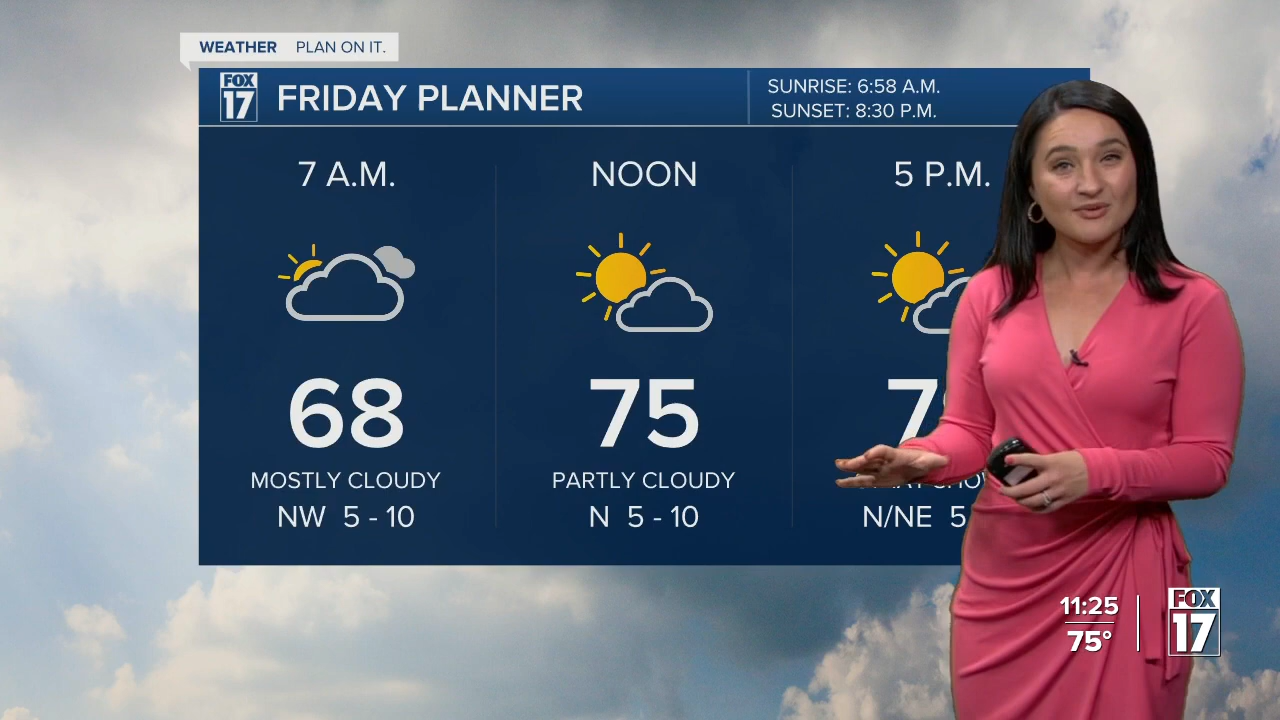 WEATHER PLAN ON IT.
FOX
17
FRIDAY PLANNER
SUNRISE: 6:58 A.M.
SUNSET: 8:30 P.M.
7 A.M.
NOON
5 P.M.
68
75
7
MOSTLY CLOUDY
PARTLY CLOUDY
NW 5 - 10
N 5 - 10
N/NE 5
11:25
75°
FOX
17